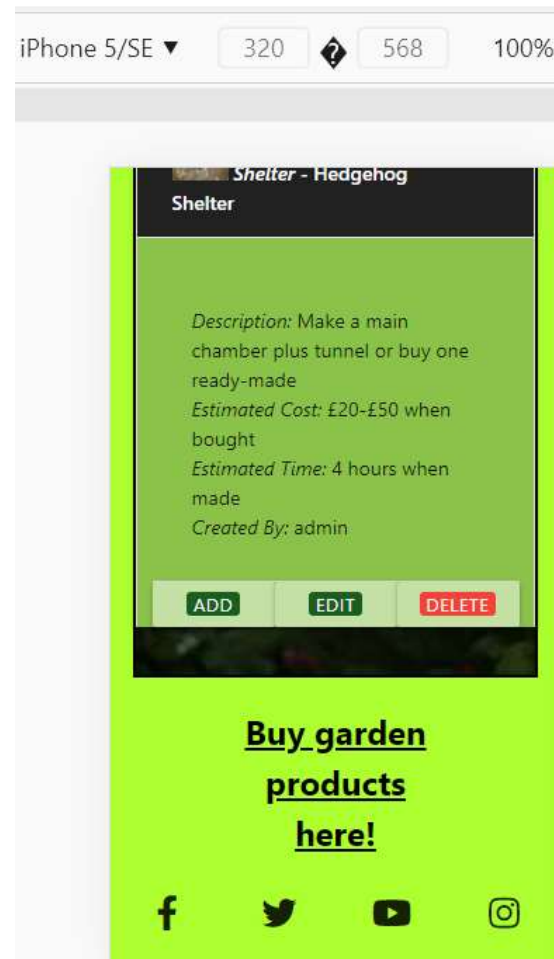 iPhone 5/SE ▼ 320 � 568 100%
Shelter - Hedgehog
Shelter
Description: Make a main
chamber plus tunnel or buy one
ready-made
Estimated Cost: £20-£50 when
bought
Estimated Time: 4 hours when
made
Created By: admin
ADD EDIT DELETE
Buy garden
products
here!